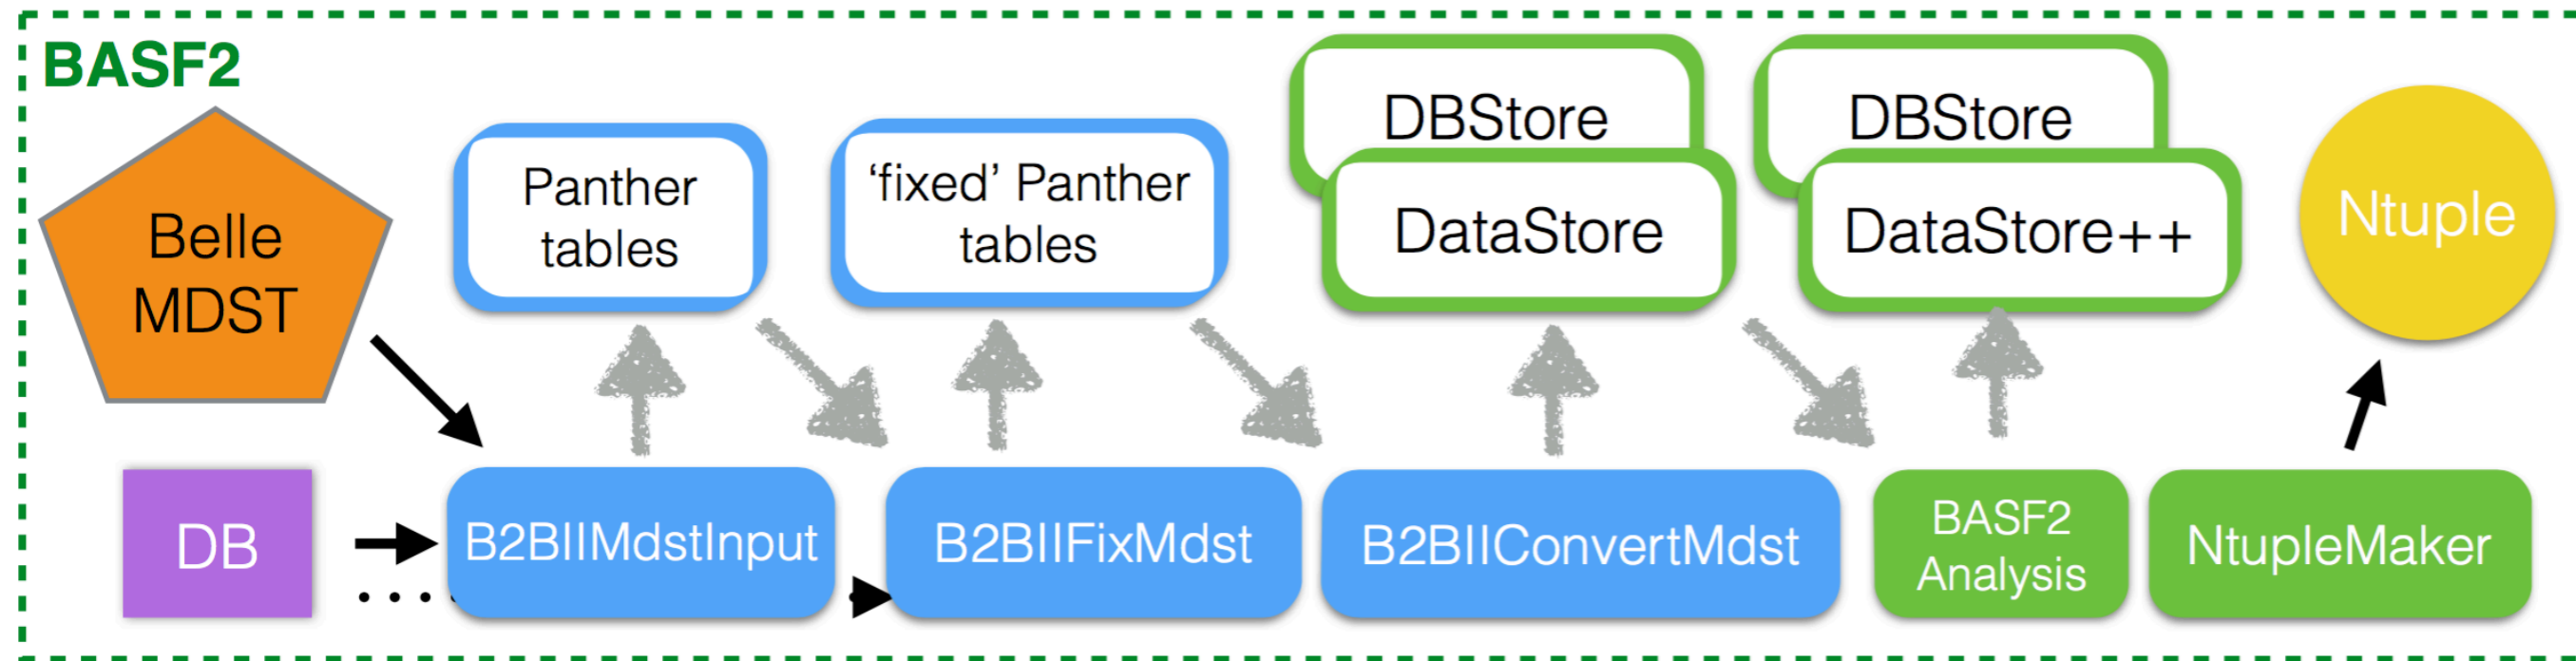 BASF2
Belle
MDST
Panther
tables
‘fixed’ Panther
tables
DBStore
DataStore
DBStore
DataStore++
Ntuple
DB
B2BIIMdstInput
B2BIIFixMdst
B2BIIConvertMdst
BASF2
Analysis
NtupleMaker